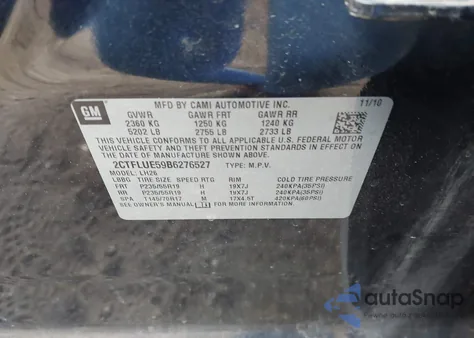 GM
MFD BY CAMI AUTOMOTIVE INC.
11/10
GVWR GAWR FRT GAWR RR
2360 KG 1250 KG 1240 KG
5202 LB 2755 LB 2733 LB
THIS VEHICLE CONFORMS TO ALL APPLICABLE U.S. FEDERAL MOTOR
VEHICLE SAFETY, BUMPER, AND THEFT PREVENTION STANDARDS IN
EFFECT ON THE DATE OF MANUFACTURE SHOWN ABOVE.
2CTFLUE59B6276527 TYPE: M.P.V.
MODEL: LH26
LBBG TIRE SIZE SPEED RTG RIM COLD TIRE PRESSURE
FRT P235/55R19 H 19X7J 240KPA(35PSI)
RR P235/55R19 H 19X7J 240KPA(35PSI)
SPA T145/70R17 M 17X4.5T 420KPA(60PSI)
SEE OWNER'S MANUAL FOR MORE INFORMATION.
autoSnap